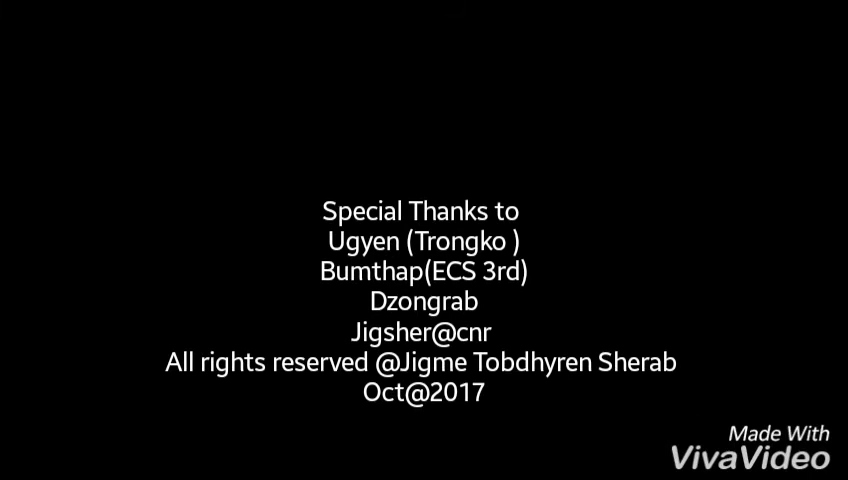 Special Thanks to
Ugyen (Trongko )
Bumthap(ECS 3rd)
Dzongrab
Jigsher@cnr
All rights reserved @Jigme Tobdhyren Sherab
Oct@2017
Made With
VivaVideo